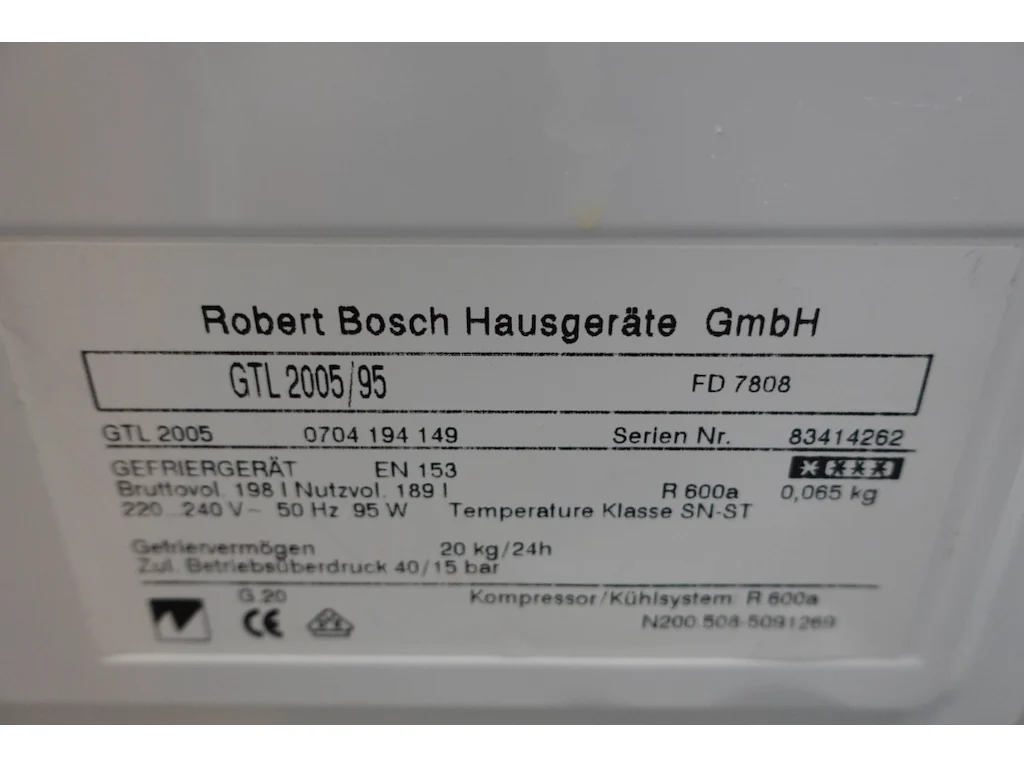 Robert Bosch Hausgeräte GmbH
GTL 2005/95 FD 7808
GTL 2005 0704 194 149 Serien Nr. 83414262
GEFRIERGERÄT EN 153
Bruttovol. 198 l Nutzvol. 189 l R 600a 0,065 kg
220...240 V~ 50 Hz 95 W Temperature Klasse SN-ST
Gefriervermögen 20 kg/24h
Zul. Betriebsüberdruck 40/15 bar
G 20 Kompressor/Kühlsystem: R 600a
CE N200.508-5091269